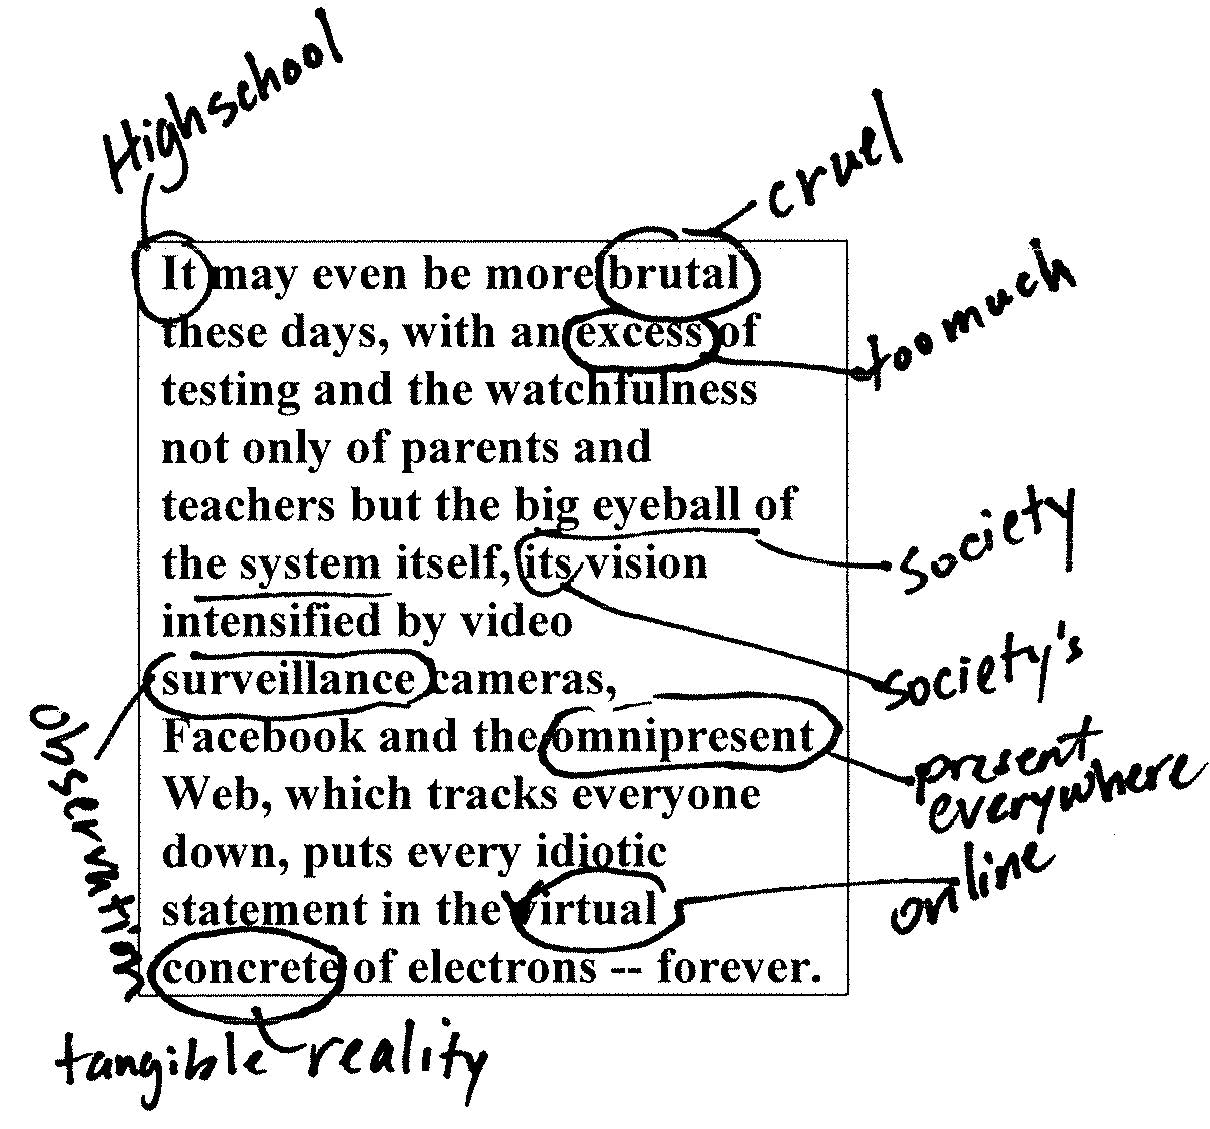 Highschool
cruel
It may even be more brutal
these days, with an excess of
too much
testing and the watchfulness
not only of parents and
teachers but the big eyeball of
society
the system itself, its vision
intensified by video
society's
surveillance cameras,
observation
Facebook and the omnipresent
present
everywhere
Web, which tracks everyone
down, puts every idiotic
online
statement in the virtual
concrete of electrons -- forever.
tangible reality